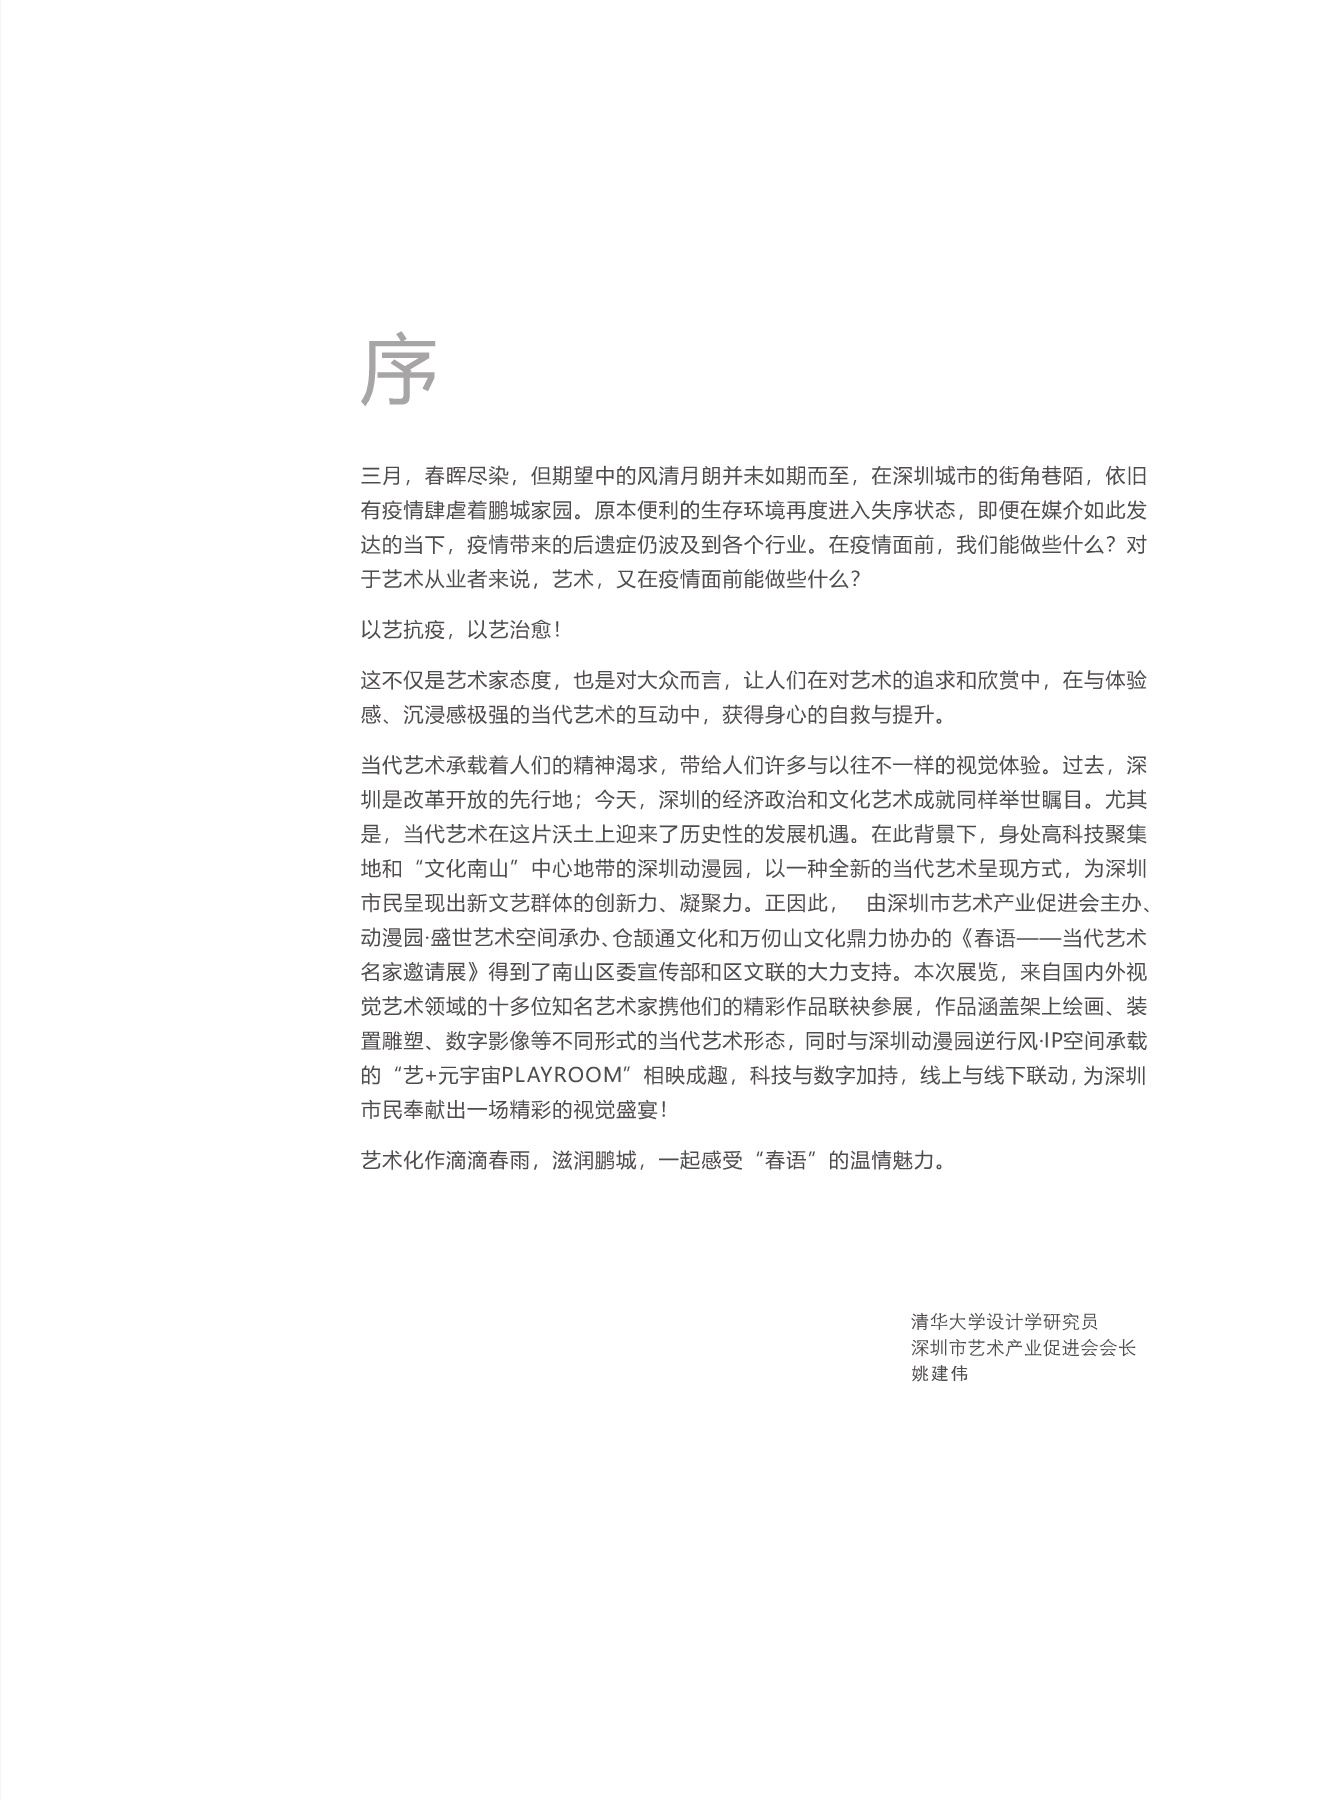 序
三月，春晖尽染，但期望中的风清月朗并未如期而至，在深圳城市的街角巷陌，依旧
有疫情肆虐着鹏城家园。原本便利的生存环境再度进入失序状态，即便在媒介如此发
达的当下，疫情带来的后遗症仍波及到各个行业。在疫情面前，我们能做些什么？对
于艺术从业者来说，艺术，又在疫情面前能做些什么？
以艺抗疫，以艺治愈！
这不仅是艺术家态度，也是对大众而言，让人们在对艺术的追求和欣赏中，在与体验
感、沉浸感极强的当代艺术的互动中，获得身心的自救与提升。
当代艺术承载着人们的精神渴求，带给人们许多与以往不一样的视觉体验。过去，深
圳是改革开放的先行地；今天，深圳的经济政治和文化艺术成就同样举世瞩目。尤其
是，当代艺术在这片沃土上迎来了历史性的发展机遇。在此背景下，身处高科技聚集
地和“文化南山”中心地带的深圳动漫园，以一种全新的当代艺术呈现方式，为深圳
市民呈现出新文艺群体的创新力、凝聚力。正因此， 由深圳市艺术产业促进会主办、
动漫园·盛世艺术空间承办、仓颉通文化和万仞山文化鼎力协办的《春语——当代艺术
名家邀请展》得到了南山区委宣传部和区文联的大力支持。本次展览，来自国内外视
觉艺术领域的十多位知名艺术家携他们的精彩作品联袂参展，作品涵盖架上绘画、装
置雕塑、数字影像等不同形式的当代艺术形态，同时与深圳动漫园逆行风·IP空间承载
的“艺+元宇宙PLAYROOM”相映成趣，科技与数字加持，线上与线下联动，为深圳
市民奉献出一场精彩的视觉盛宴！
艺术化作滴滴春雨，滋润鹏城，一起感受“春语”的温情魅力。
清华大学设计学研究员
深圳市艺术产业促进会会长
姚建伟